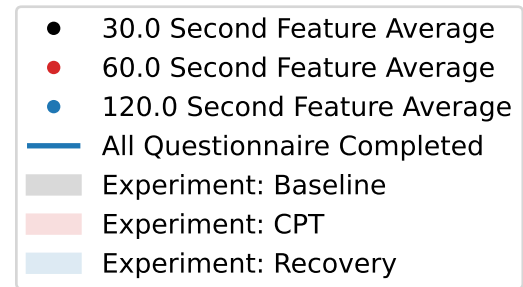 30.0 Second Feature Average
60.0 Second Feature Average
120.0 Second Feature Average
All Questionnaire Completed
Experiment: Baseline
Experiment: CPT
Experiment: Recovery